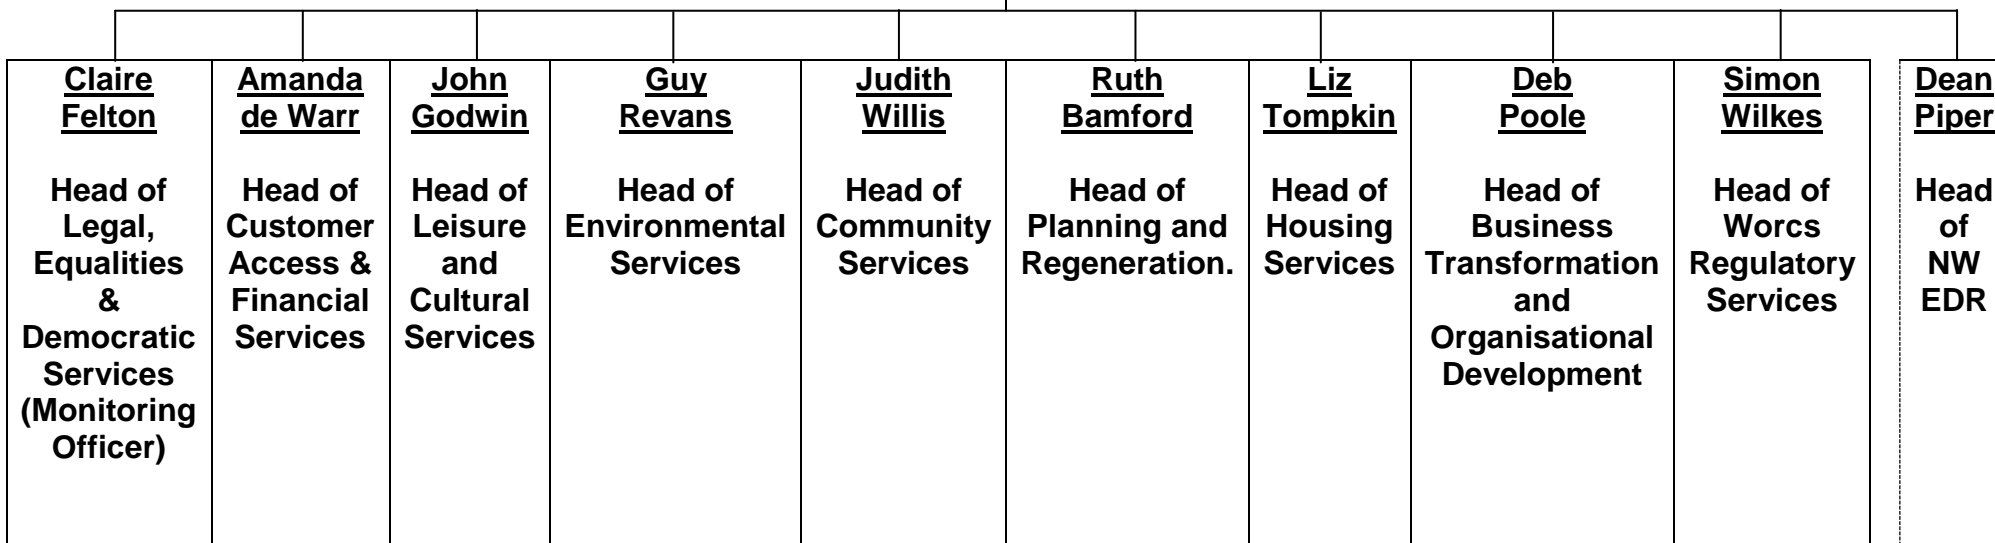 Claire
Felton
Head of
Legal,
Equalities
&
Democratic
Services
(Monitoring
Officer)
Amanda
de Warr
Head of
Customer
Access &
Financial
Services
John
Godwin
Head of
Leisure
and
Cultural
Services
Guy
Revans
Head of
Environmental
Services
Judith
Willis
Head of
Community
Services
Ruth
Bamford
Head of
Planning and
Regeneration.
Liz
Tompkin
Head of
Housing
Services
Deb
Poole
Head of
Business
Transformation
and
Organisational
Development
Simon
Wilkes
Head of
Worcs
Regulatory
Services
Dean
Piper
Head
of
NW
EDR